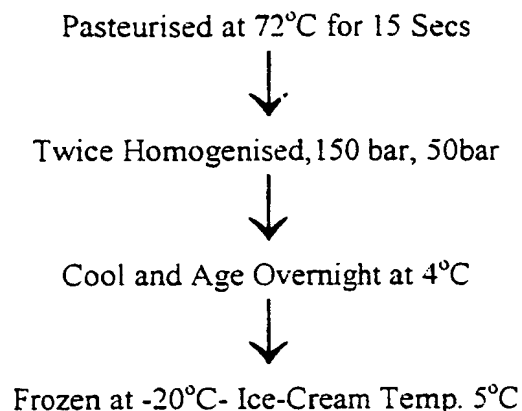 Pasteurised at 72°C for 15 Secs
Twice Homogenised, 150 bar, 50bar
Cool and Age Overnight at 4°C
Frozen at -20°C- Ice-Cream Temp. 5°C